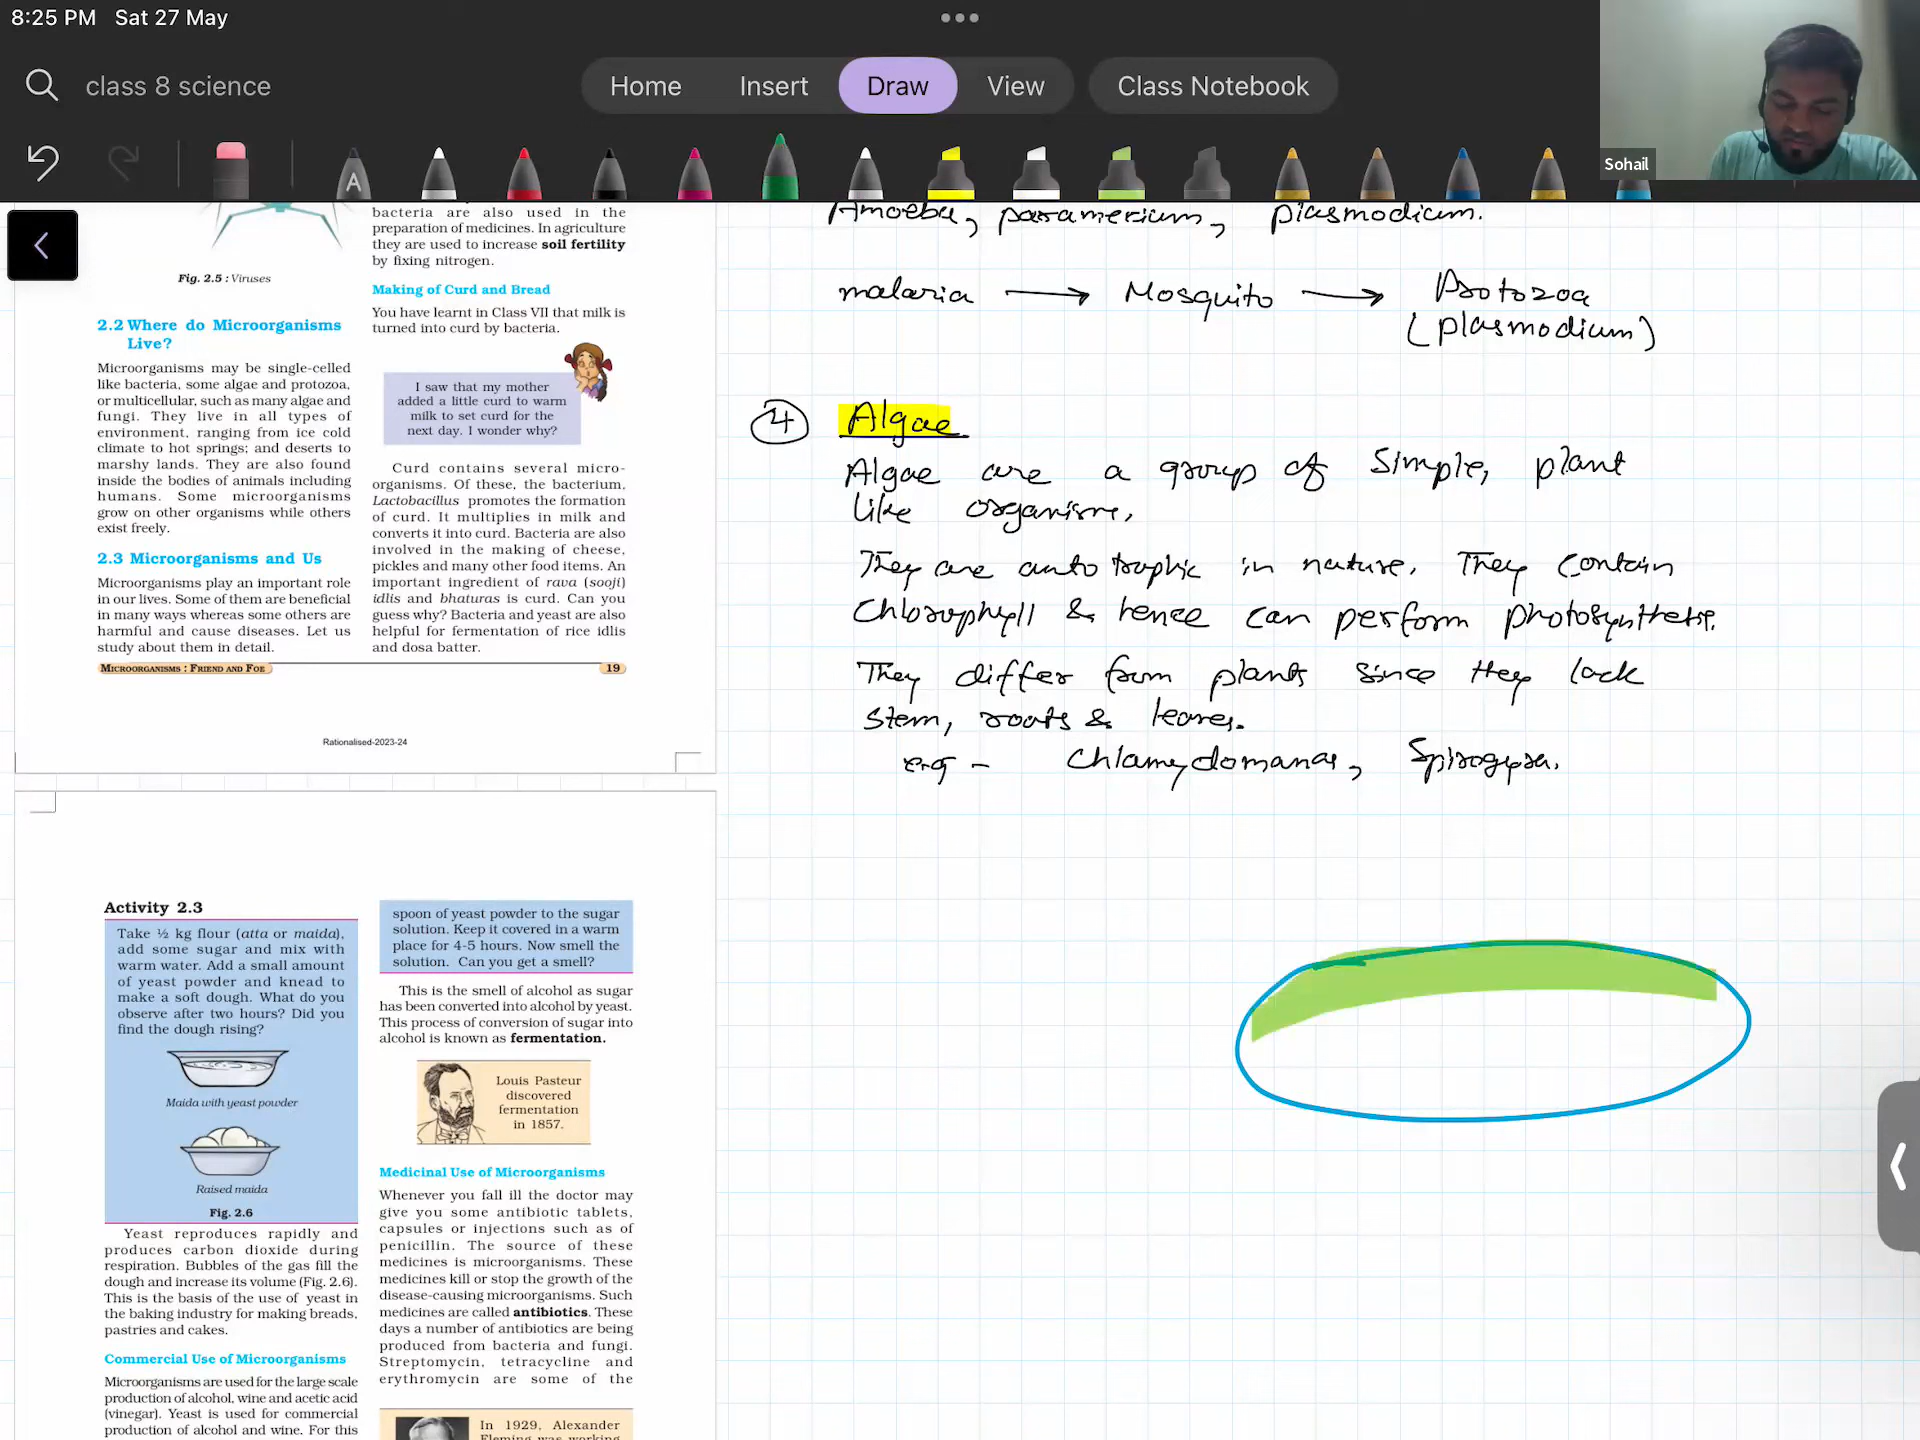 8:25 PM Sat 27 May
class 8 science
Home
Insert
Draw
View
Class Notebook
A
Sohail
bacteria are also used in the
preparation of medicines. In agriculture
they are used to increase soil fertility
by fixing nitrogen.
Fig. 2.5 : Viruses
Making of Curd and Bread
You have learnt in Class VII that milk is
turned into curd by bacteria.
2.2 Where do Microorganisms
Live?
Microorganisms may be single-celled
like bacteria, some algae and protozoa,
or multicellular, such as many algae and
fungi. They live in all types of
environment, ranging from ice cold
climate to hot springs; and deserts to
marshy lands. They are also found
inside the bodies of animals including
humans. Some microorganisms
grow on other organisms while others
exist freely.
2.3 Microorganisms and Us
Microorganisms play an important role
in our lives. Some of them are beneficial
in many ways whereas some others are
harmful and cause diseases. Let us
study about them in detail.
I saw that my mother
added a little curd to warm
milk to set curd for the
next day. I wonder why?
Curd contains several micro-
organisms. Of these, the bacterium,
Lactobacillus promotes the formation
of curd. It multiplies in milk and
converts it into curd. Bacteria are also
involved in the making of cheese,
pickles and many other food items. An
important ingredient of rava (sooji)
idlis and bhaturas is curd. Can you
guess why? Bacteria and yeast are also
helpful for fermentation of rice idlis
and dosa batter.
MICROORGANISMS : FRIEND AND FOE
19
Rationalised-2023-24
Activity 2.3
Take ½ kg flour (atta or maida),
add some sugar and mix with
warm water. Add a small amount
of yeast powder and knead to
make a soft dough. What do you
observe after two hours? Did you
find the dough rising?
Maida with yeast powder
Raised maida
Fig. 2.6
Yeast reproduces rapidly and
produces carbon dioxide during
respiration. Bubbles of the gas fill the
dough and increase its volume (Fig. 2.6).
This is the basis of the use of yeast in
the baking industry for making breads,
pastries and cakes.
Commercial Use of Microorganisms
Microorganisms are used for the large scale
production of alcohol, wine and acetic acid
(vinegar). Yeast is used for commercial
production of alcohol and wine. For this
spoon of yeast powder to the sugar
solution. Keep it covered in a warm
place for 4-5 hours. Now smell the
solution. Can you get a smell?
This is the smell of alcohol as sugar
has been converted into alcohol by yeast.
This process of conversion of sugar into
alcohol is known as fermentation.
Louis Pasteur
discovered
fermentation
in 1857.
Medicinal Use of Microorganisms
Whenever you fall ill the doctor may
give you some antibiotic tablets,
capsules or injections such as of
penicillin. The source of these
medicines is microorganisms. These
medicines kill or stop the growth of the
disease-causing microorganisms. Such
medicines are called antibiotics. These
days a number of antibiotics are being
produced from bacteria and fungi.
Streptomycin, tetracycline and
erythromycin are some of the
In 1929, Alexander
Fleming was working
Amoeba, paramerium, plasmodium.
malaria → Mosquito → Protozoa
(plasmodium)
4 Algae
Algae are a group of Simple, plant
like organism.
They are auto trophic in nature. They contain
Chlorophyll & hence can perform photosynthesis.
They differ from plants since they lack
stem, roots & leaves.
e.g - Chlamydomanas, Spirogyra.